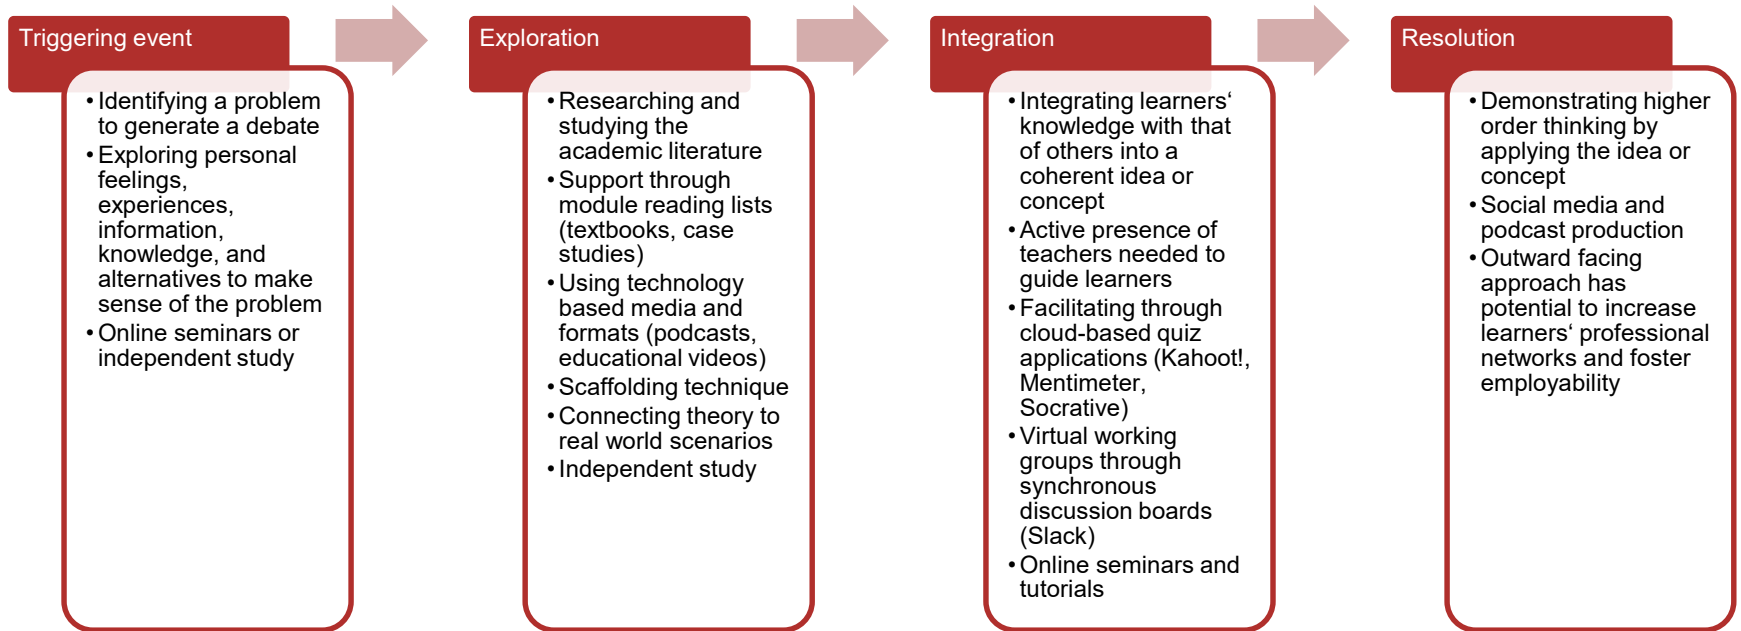 Triggering event
• Identifying a problem
to generate a debate
• Exploring personal
feelings,
experiences,
information,
knowledge, and
alternatives to make
sense of the problem
• Online seminars or
independent study
Exploration
• Researching and
studying the
academic literature
• Support through
module reading lists
(textbooks, case
studies)
• Using technology
based media and
formats (podcasts,
educational videos)
• Scaffolding technique
• Connecting theory to
real world scenarios
• Independent study
Integration
• Integrating learners‘
knowledge with that
of others into a
coherent idea or
concept
• Active presence of
teachers needed to
guide learners
• Facilitating through
cloud-based quiz
applications (Kahoot!,
Mentimeter,
Socrative)
• Virtual working
groups through
synchronous
discussion boards
(Slack)
• Online seminars and
tutorials
Resolution
• Demonstrating higher
order thinking by
applying the idea or
concept
• Social media and
podcast production
• Outward facing
approach has
potential to increase
learners‘ professional
networks and foster
employability